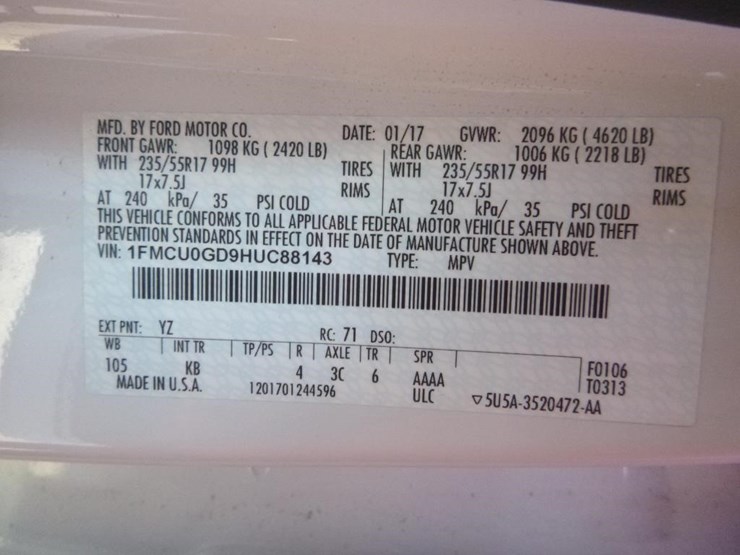 MFD. BY FORD MOTOR CO. DATE: 01/17 GVWR: 2096 KG ( 4620 LB)
FRONT GAWR: 1098 KG ( 2420 LB) REAR GAWR: 1006 KG ( 2218 LB)
WITH 235/55R17 99H TIRES WITH 235/55R17 99H TIRES
17x7.5J RIMS 17x7.5J RIMS
AT 240 kPa/ 35 PSI COLD AT 240 kPa/ 35 PSI COLD
THIS VEHICLE CONFORMS TO ALL APPLICABLE FEDERAL MOTOR VEHICLE SAFETY AND THEFT
PREVENTION STANDARDS IN EFFECT ON THE DATE OF MANUFACTURE SHOWN ABOVE.
VIN: 1FMCU0GD9HUC88143 TYPE: MPV
EXT PNT: YZ RC: 71 DSO:
WB INT TR TP/PS R AXLE TR SPR
105 KB 4 3C 6 AAAA F0106
MADE IN U.S.A. 1201701244596 ULC T0313
▽5U5A-3520472-AA